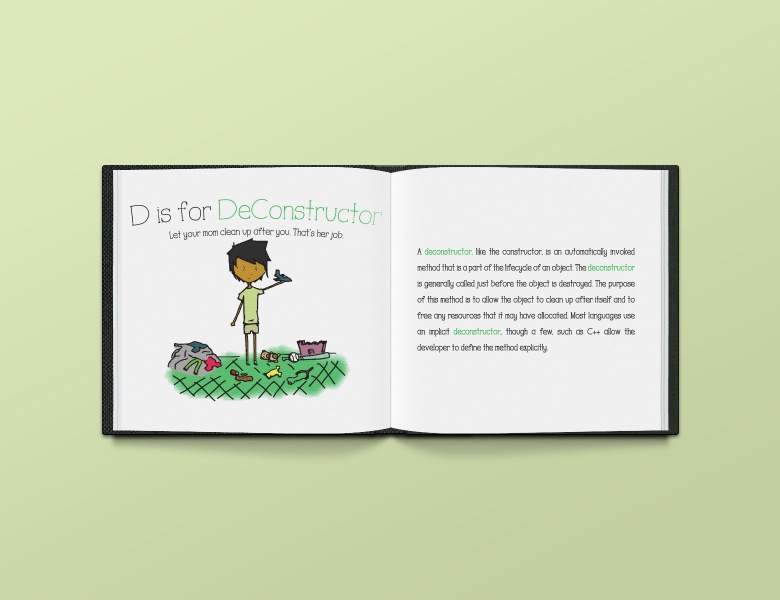 D is for DeConstructor
Let your mom clean up after you. That's her job.
A deconstructor, like the constructor, is an automatically invoked
method that is a part of the lifecycle of an object. The deconstructor
is generally called just before the object is destroyed. The purpose
of this method is to allow the object to clean up after itself and to
free any resources that it may have allocated. Most languages use
an implicit deconstructor, though a few, such as C++ allow the
developer to define the method explicitly.